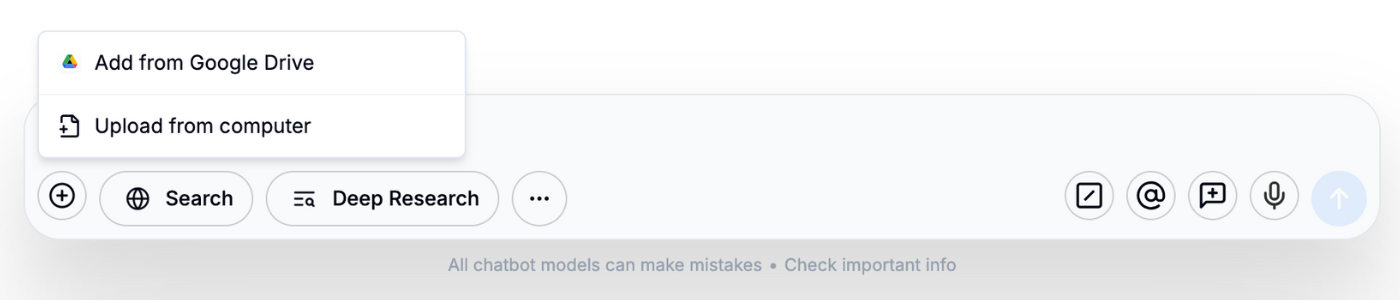 Add from Google Drive
Upload from computer
Search
Deep Research
All chatbot models can make mistakes • Check important info